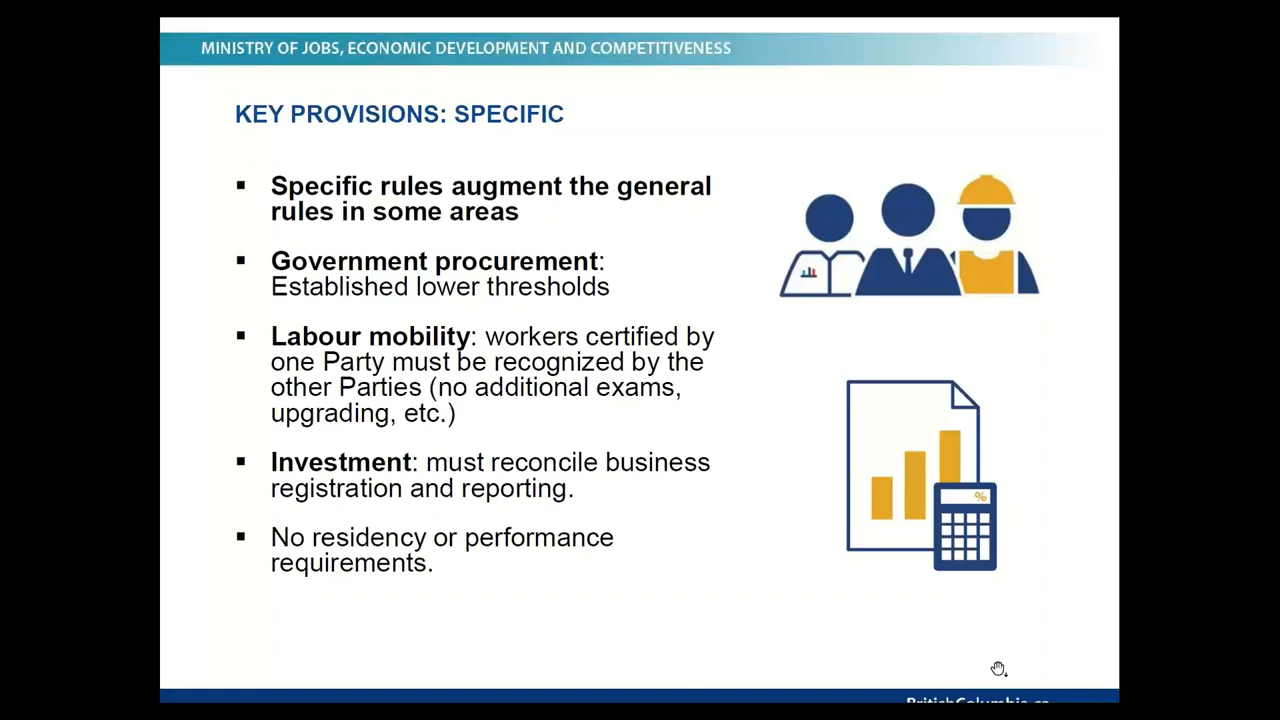 MINISTRY OF JOBS, ECONOMIC DEVELOPMENT AND COMPETITIVENESS
KEY PROVISIONS: SPECIFIC
▪ Specific rules augment the general
rules in some areas
▪ Government procurement:
Established lower thresholds
▪ Labour mobility: workers certified by
one Party must be recognized by the
other Parties (no additional exams,
upgrading, etc.)
▪ Investment: must reconcile business
registration and reporting.
▪ No residency or performance
requirements.
%
BritishColumbia.ca